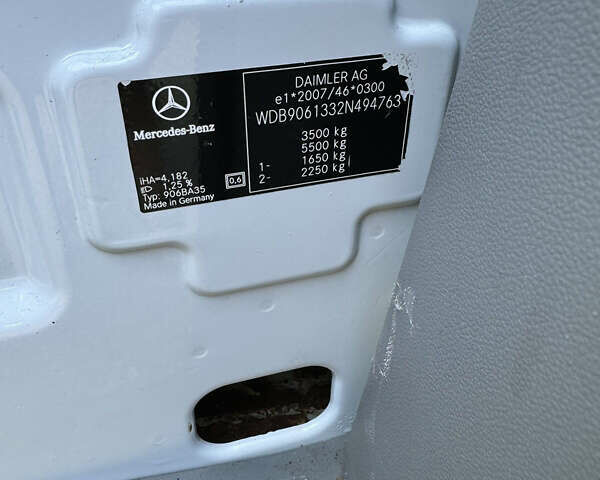 DAIMLER AG
e1*2007/46*0300
WDB9061332N494763
3500 kg
5500 kg
1- 1650 kg
2- 2250 kg
Mercedes-Benz
iHA=4,182
1,25 %
0,6
Typ: 906BA35
Made in Germany